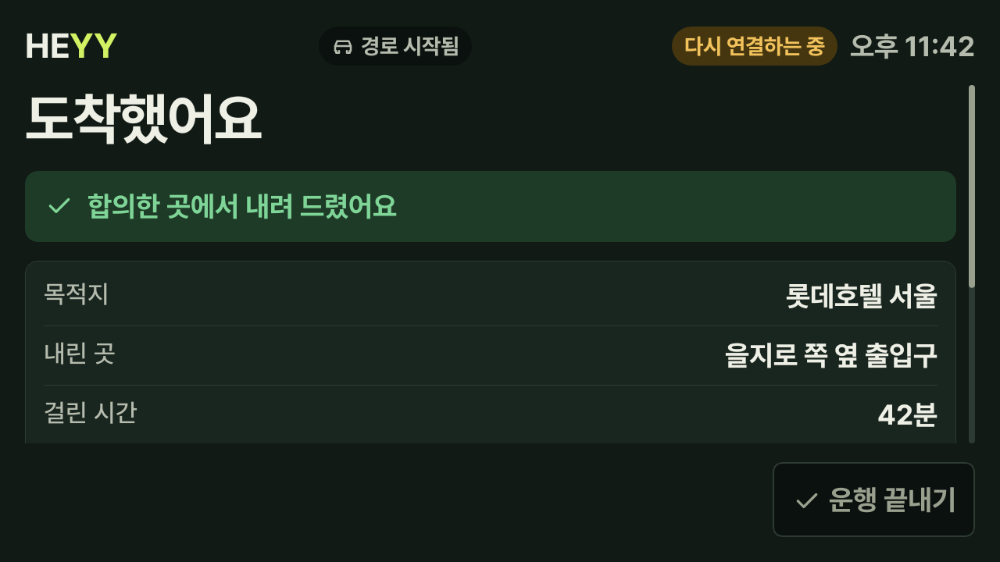 HEYY
경로 시작됨
다시 연결하는 중
오후 11:42
도착했어요
합의한 곳에서 내려 드렸어요
목적지
롯데호텔 서울
내린 곳
을지로 쪽 옆 출입구
걸린 시간
42분
운행 끝내기